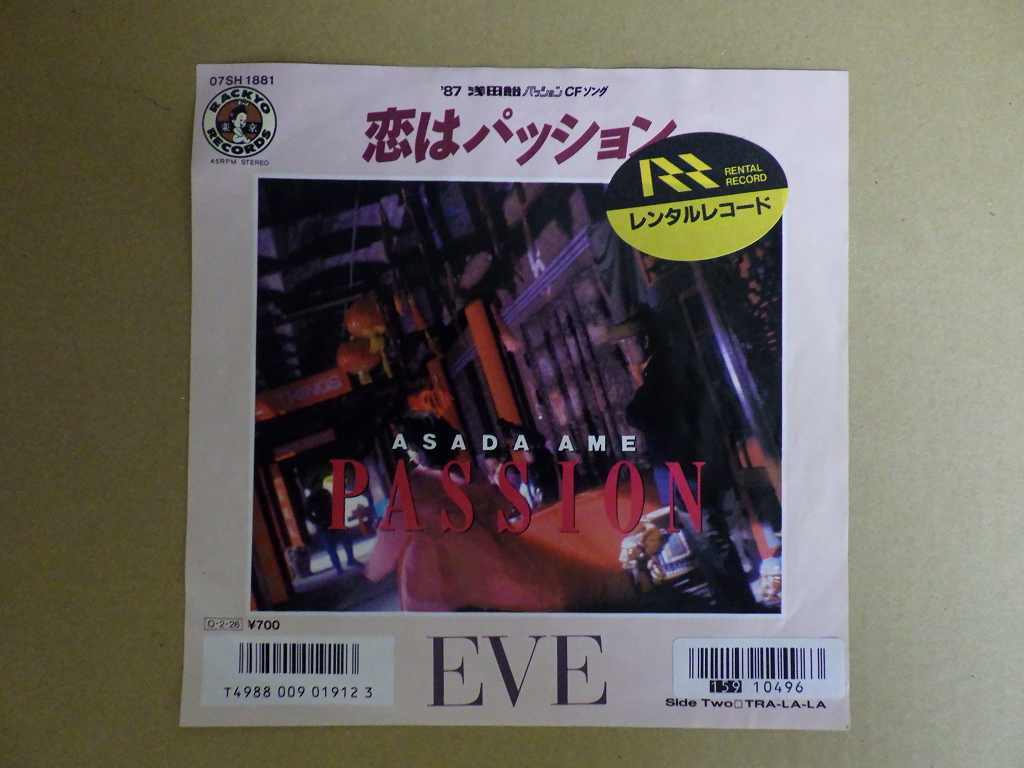 07SH 1881
RACKYO RECORDS
東京
45RPM STEREO
'87 浅田飴パッションCFソング
恋はパッション
RENTAL
RECORD
レンタルレコード
ASADA AME
PASSION
O-2-26 ¥700
T4988 009 01912 3
EVE
159 10496
Side Two□TRA-LA-LA